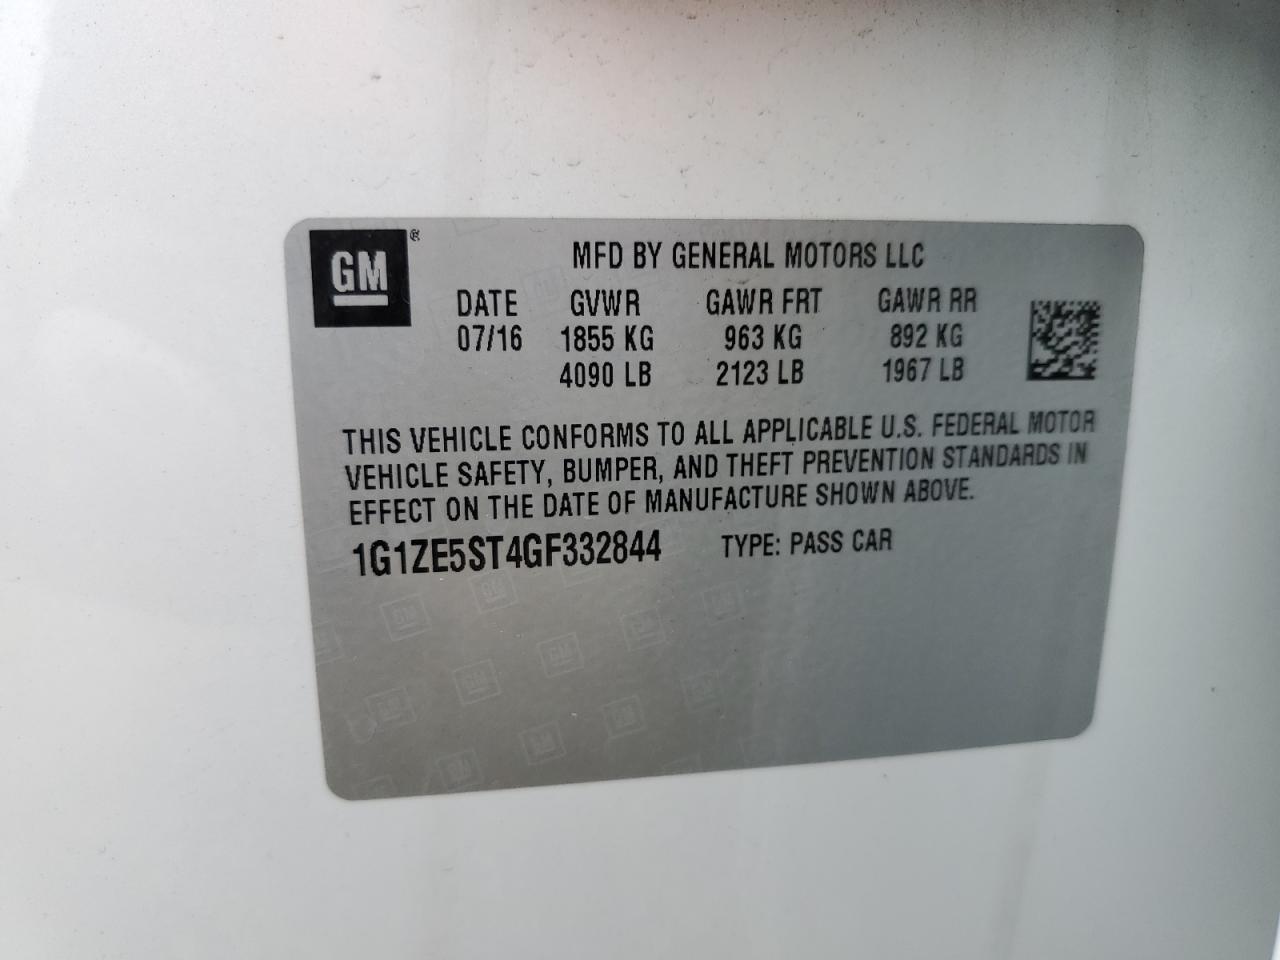 GM®
MFD BY GENERAL MOTORS LLC
DATE GVWR GAWR FRT GAWR RR
07/16 1855 KG 963 KG 892 KG
4090 LB 2123 LB 1967 LB
THIS VEHICLE CONFORMS TO ALL APPLICABLE U.S. FEDERAL MOTOR
VEHICLE SAFETY, BUMPER, AND THEFT PREVENTION STANDARDS IN
EFFECT ON THE DATE OF MANUFACTURE SHOWN ABOVE.
1G1ZE5ST4GF332844 TYPE: PASS CAR